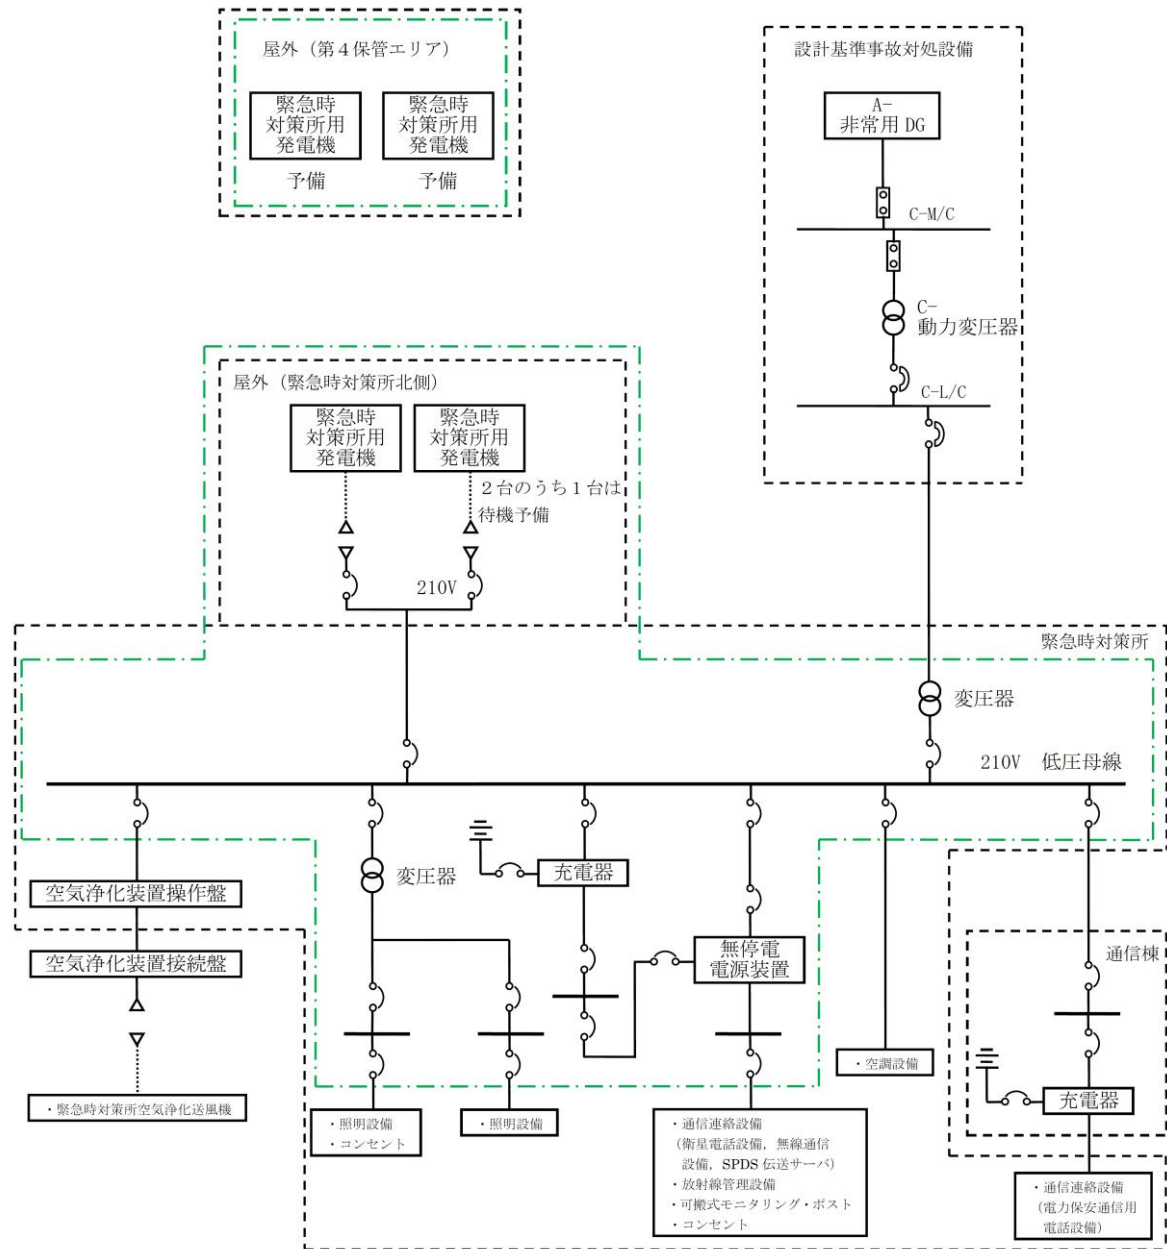 屋外（第４保管エリア）
緊急時
対策所用
発電機
緊急時
対策所用
発電機
予備
予備
設計基準事故対処設備
A-
非常用 DG
C-M/C
C-
動力変圧器
C-L/C
屋外（緊急時対策所北側）
緊急時
対策所用
発電機
緊急時
対策所用
発電機
２台のうち１台は
待機予備
210V
緊急時対策所
変圧器
210V 低圧母線
空気浄化装置操作盤
空気浄化装置接続盤
・緊急時対策所空気浄化送風機
変圧器
・照明設備
・コンセント
・照明設備
充電器
無停電
電源装置
・通信連絡設備
（衛星電話設備，無線通信
設備，SPDS 伝送サーバ）
・放射線管理設備
・可搬式モニタリング・ポスト
・コンセント
・空調設備
通信棟
充電器
・通信連絡設備
（電力保安通信用
電話設備）